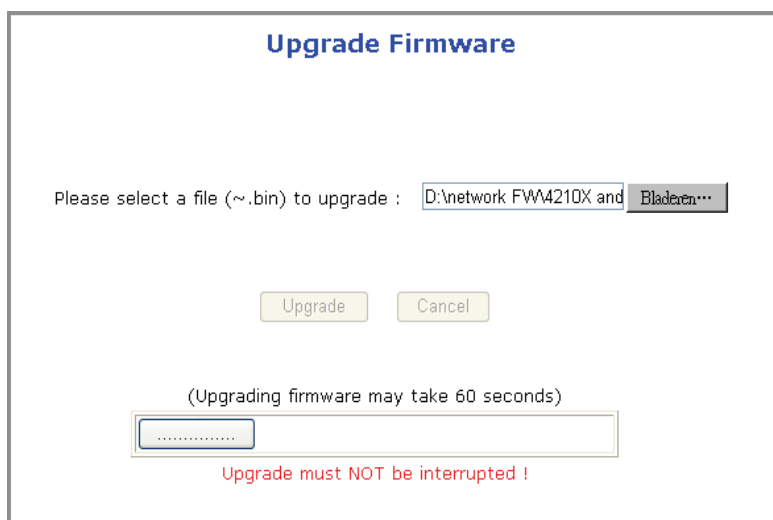 Upgrade Firmware
Please select a file (~.bin) to upgrade : D:\network FW\4210X and Bladeren...
Upgrade Cancel
(Upgrading firmware may take 60 seconds)
...............
Upgrade must NOT be interrupted !